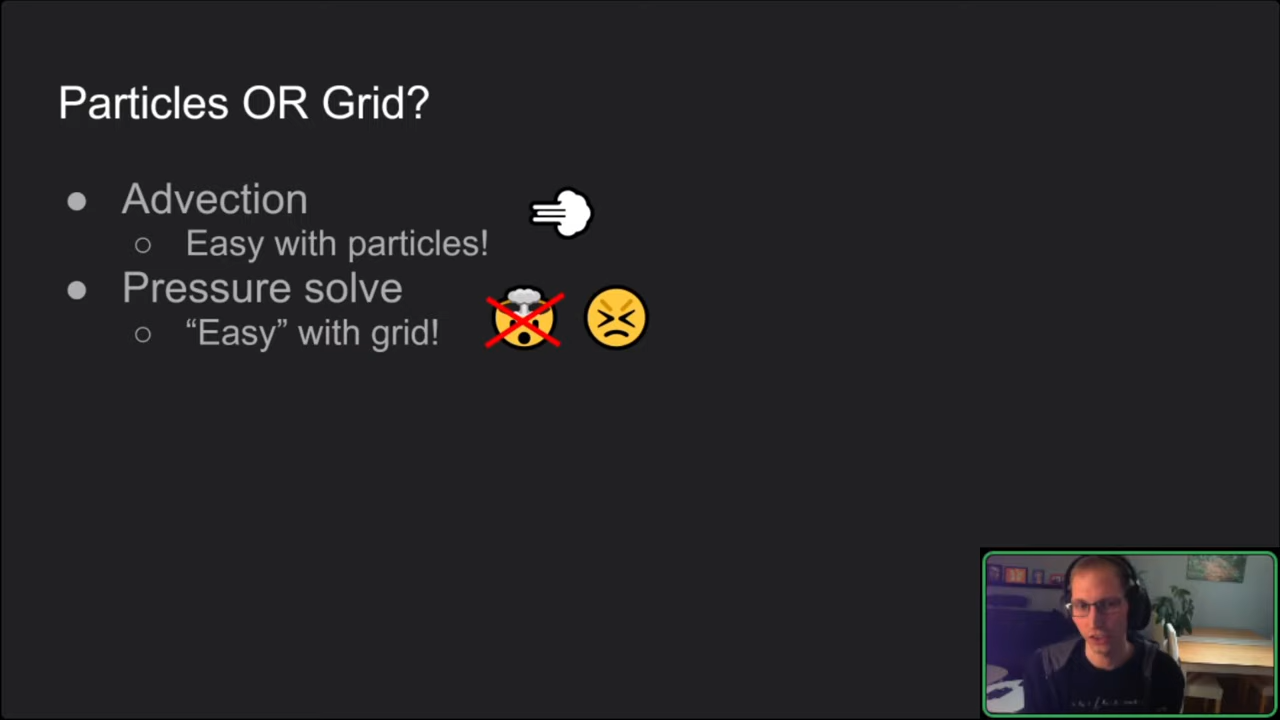 Particles OR Grid?
● Advection
○ Easy with particles!
● Pressure solve
○ “Easy” with grid!